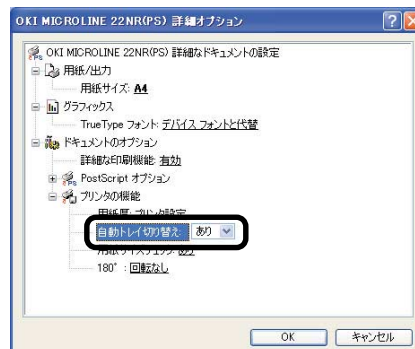 OKI MICROLINE 22NR(PS) 詳細オプション
OKI MICROLINE 22NR(PS) 詳細なドキュメントの設定
用紙/出力
用紙サイズ: A4
グラフィックス
TrueType フォント: デバイス フォントと代替
ドキュメントのオプション
詳細な印刷機能: 有効
PostScript オプション
プリンタの機能
用紙厚: プリンタ設定
自動トレイ切り替え: あり
用紙サイズチェック: あり
180° : 回転なし
OK キャンセル